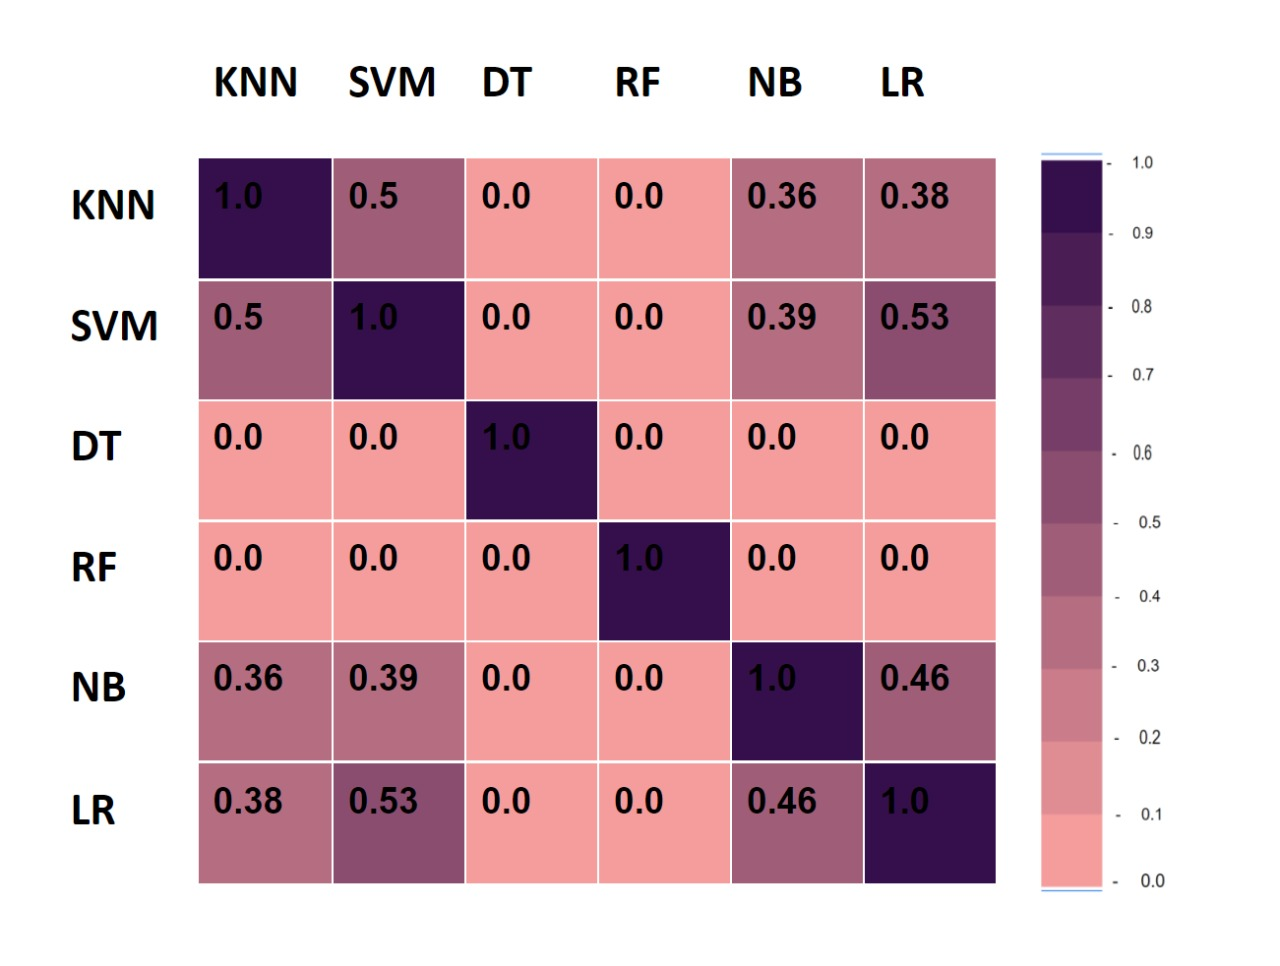 KNN SVM DT RF NB LR
KNN 1.0 0.5 0.0 0.0 0.36 0.38
SVM 0.5 1.0 0.0 0.0 0.39 0.53
DT 0.0 0.0 1.0 0.0 0.0 0.0
RF 0.0 0.0 0.0 1.0 0.0 0.0
NB 0.36 0.39 0.0 0.0 1.0 0.46
LR 0.38 0.53 0.0 0.0 0.46 1.0
- 1.0
- 0.9
- 0.8
- 0.7
- 0.6
- 0.5
- 0.4
- 0.3
- 0.2
- 0.1
- 0.0